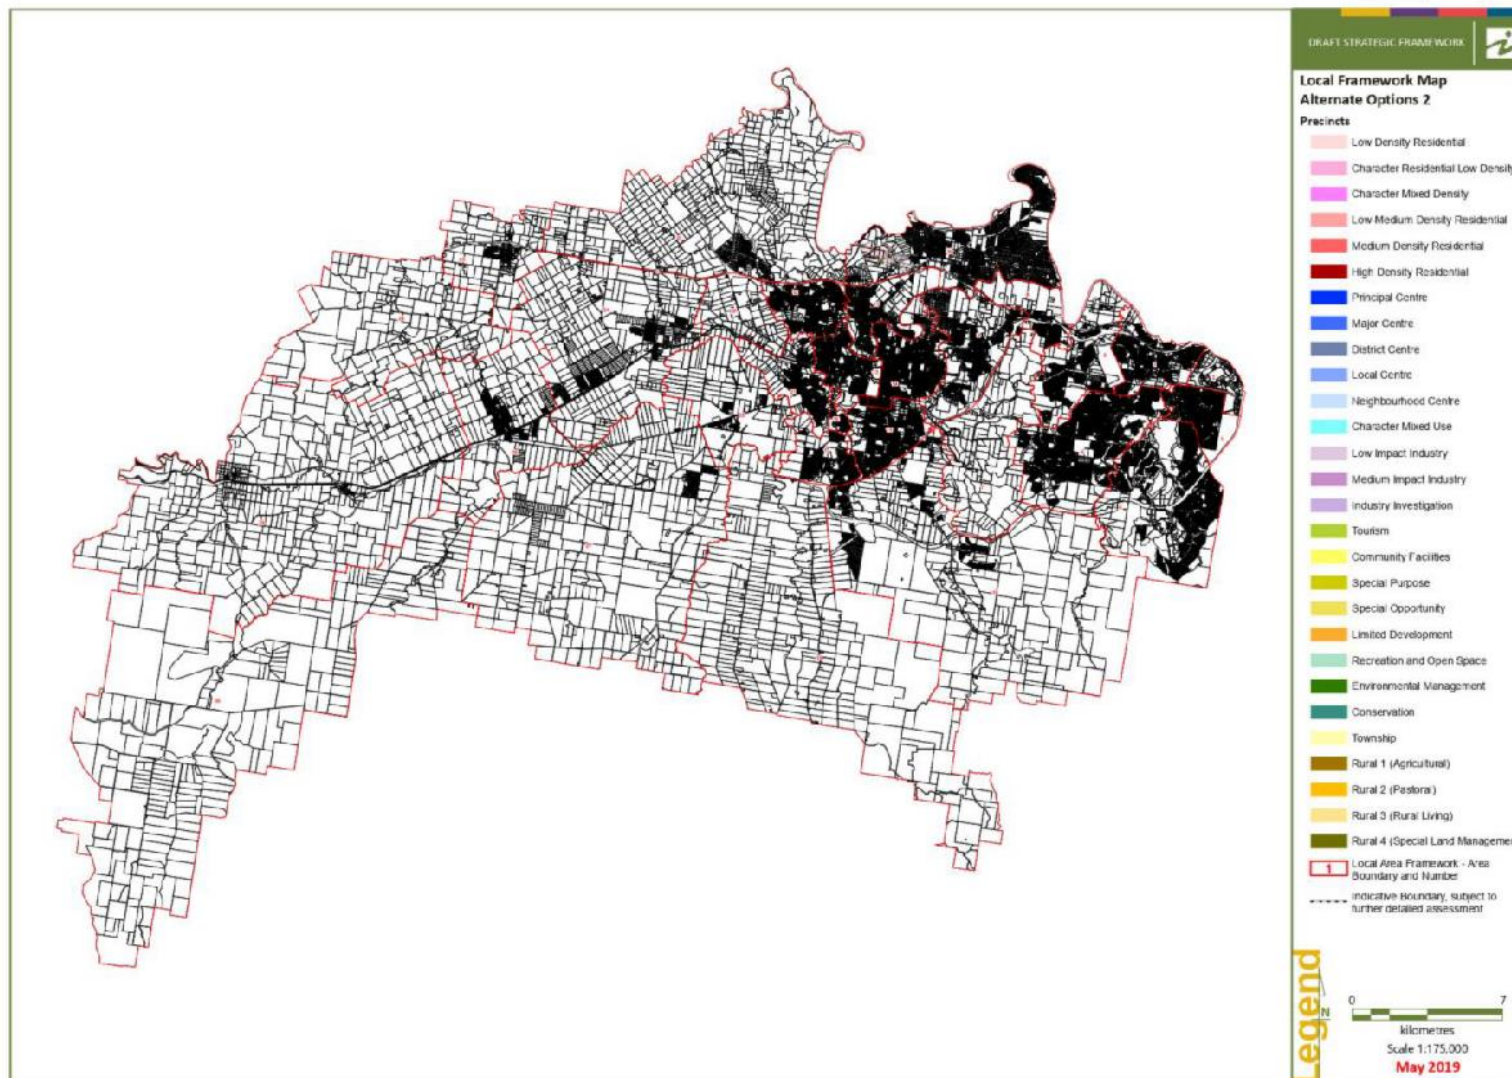 DRAFT STRATEGIC FRAMEWORK
Local Framework Map
Alternate Options 2
Precincts
Low Density Residential
Character Residential Low Density
Character Mixed Density
Low Medium Density Residential
Medium Density Residential
High Density Residential
Principal Centre
Major Centre
District Centre
Local Centre
Neighbourhood Centre
Character Mixed Use
Low Impact Industry
Medium Impact Industry
Industry Investigation
Tourism
Community Facilities
Special Purpose
Special Opportunity
Limited Development
Recreation and Open Space
Environmental Management
Conservation
Township
Rural 1 (Agricultural)
Rural 2 (Pastoral)
Rural 3 (Rural Living)
Rural 4 (Special Land Manageme
1
Local Area Framework - Area
Boundary and Number
Indicative Boundary, subject to
further detailed assessment
Legend
N
0 7
kilometres
Scale 1:175,000
May 2019